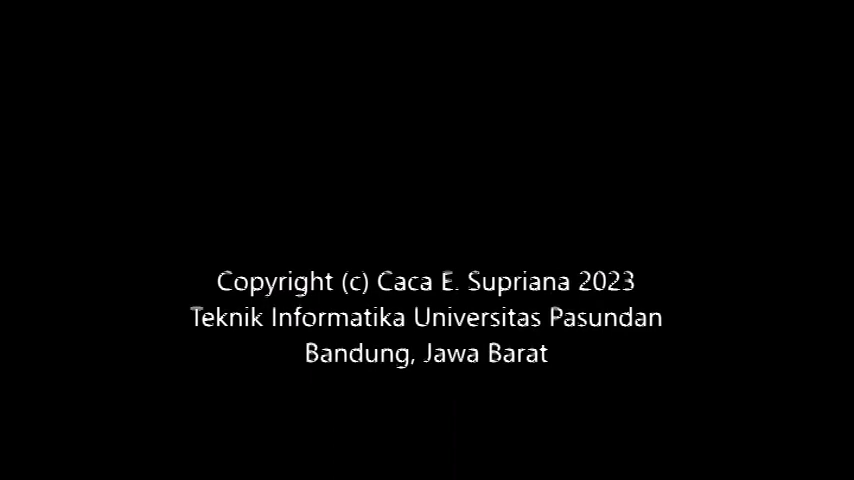 Copyright (c) Caca E. Supriana 2023
Teknik Informatika Universitas Pasundan
Bandung, Jawa Barat